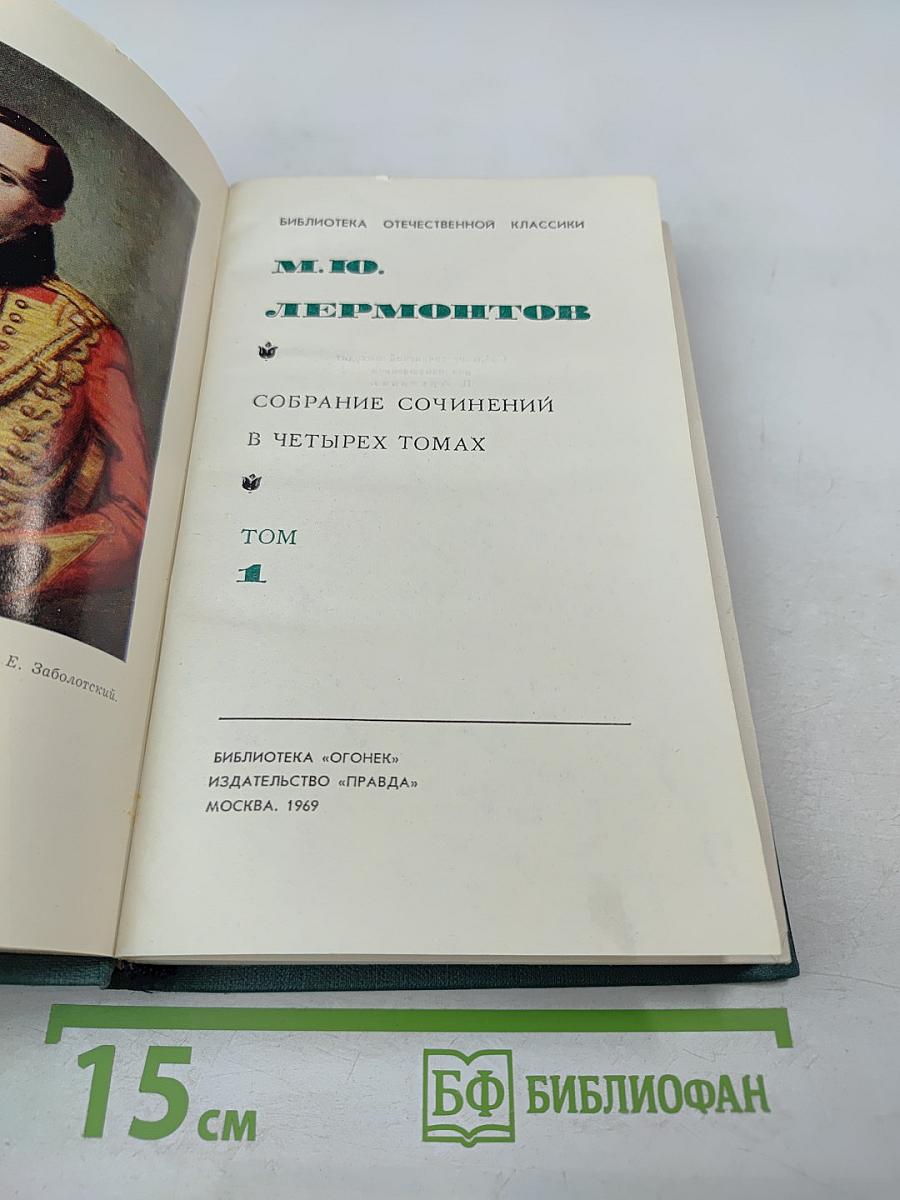 Е. Заболотский.
БИБЛИОТЕКА ОТЕЧЕСТВЕННОЙ КЛАССИКИ
М. Ю.
ЛЕРМОНТОВ
СОБРАНИЕ СОЧИНЕНИЙ
В ЧЕТЫРЕХ ТОМАХ
ТОМ
1
БИБЛИОТЕКА «ОГОНЕК»
ИЗДАТЕЛЬСТВО «ПРАВДА»
МОСКВА. 1969
15 см
БФ БИБЛИОФАН